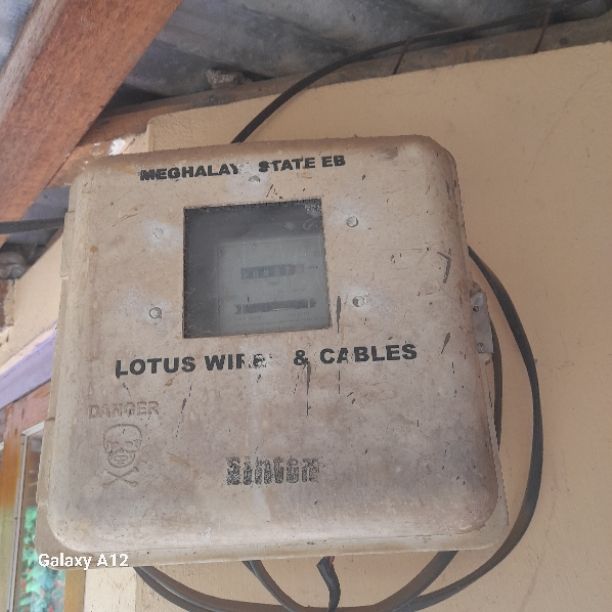 MEGHALAY STATE EB
LOTUS WIRE & CABLES
DANGER
Galaxy A12